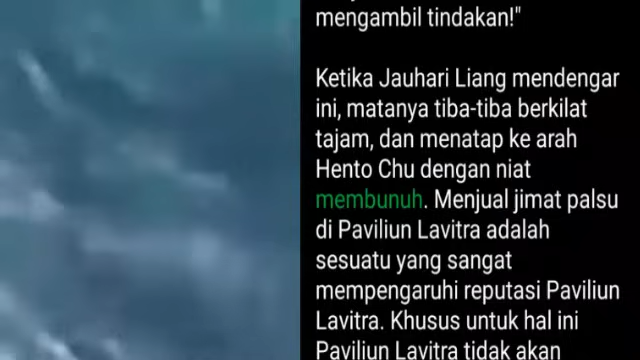 mengambil tindakan!"
Ketika Jauhari Liang mendengar
ini, matanya tiba-tiba berkilat
tajam, dan menatap ke arah
Hento Chu dengan niat
membunuh. Menjual jimat palsu
di Paviliun Lavitra adalah
sesuatu yang sangat
mempengaruhi reputasi Paviliun
Lavitra. Khusus untuk hal ini
Paviliun Lavitra tidak akan